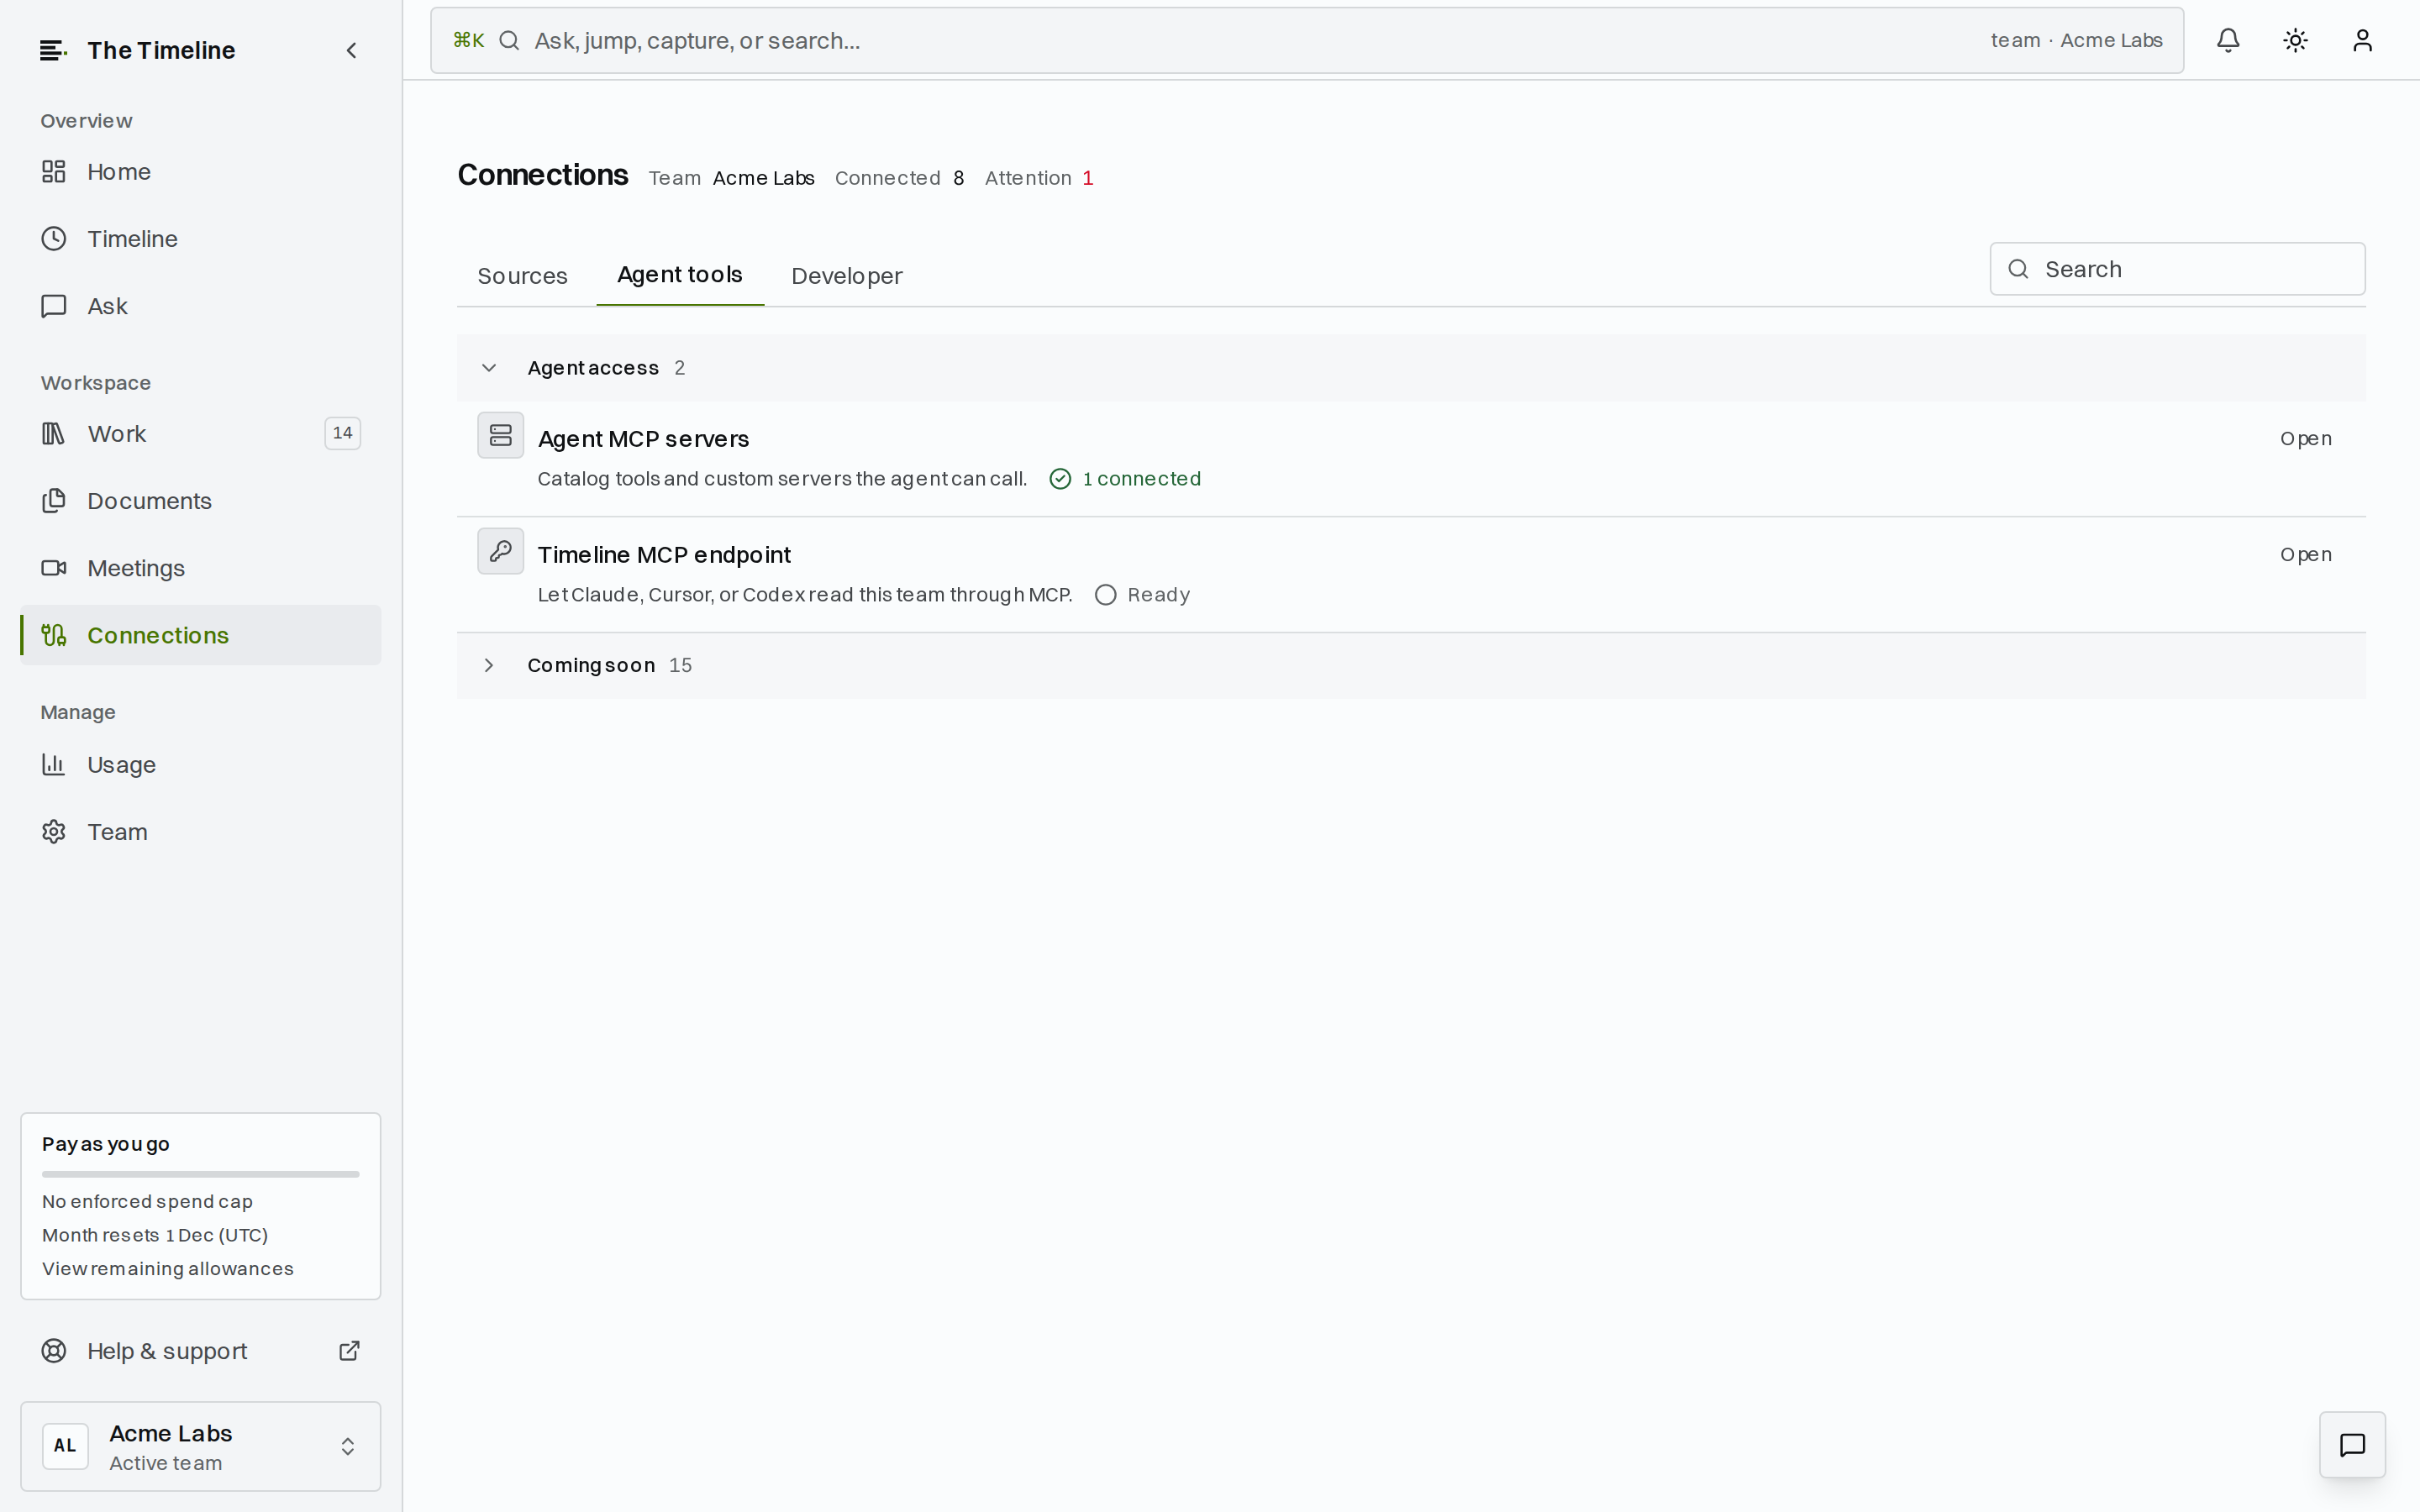 The Timeline
Overview
Home
Timeline
Ask
Workspace
Work 14
Documents
Meetings
Connections
Manage
Usage
Team
Pay as you go
No enforced spend cap
Month resets 1 Dec (UTC)
View remaining allowances
Help & support
AL
Acme Labs
Active team
⌘K Ask, jump, capture, or search... team · Acme Labs
Connections Team Acme Labs Connected 8 Attention 1
Sources Agent tools Developer Search
Agent access 2
Agent MCP servers Open
Catalog tools and custom servers the agent can call. 1 connected
Timeline MCP endpoint Open
Let Claude, Cursor, or Codex read this team through MCP. Ready
Coming soon 15